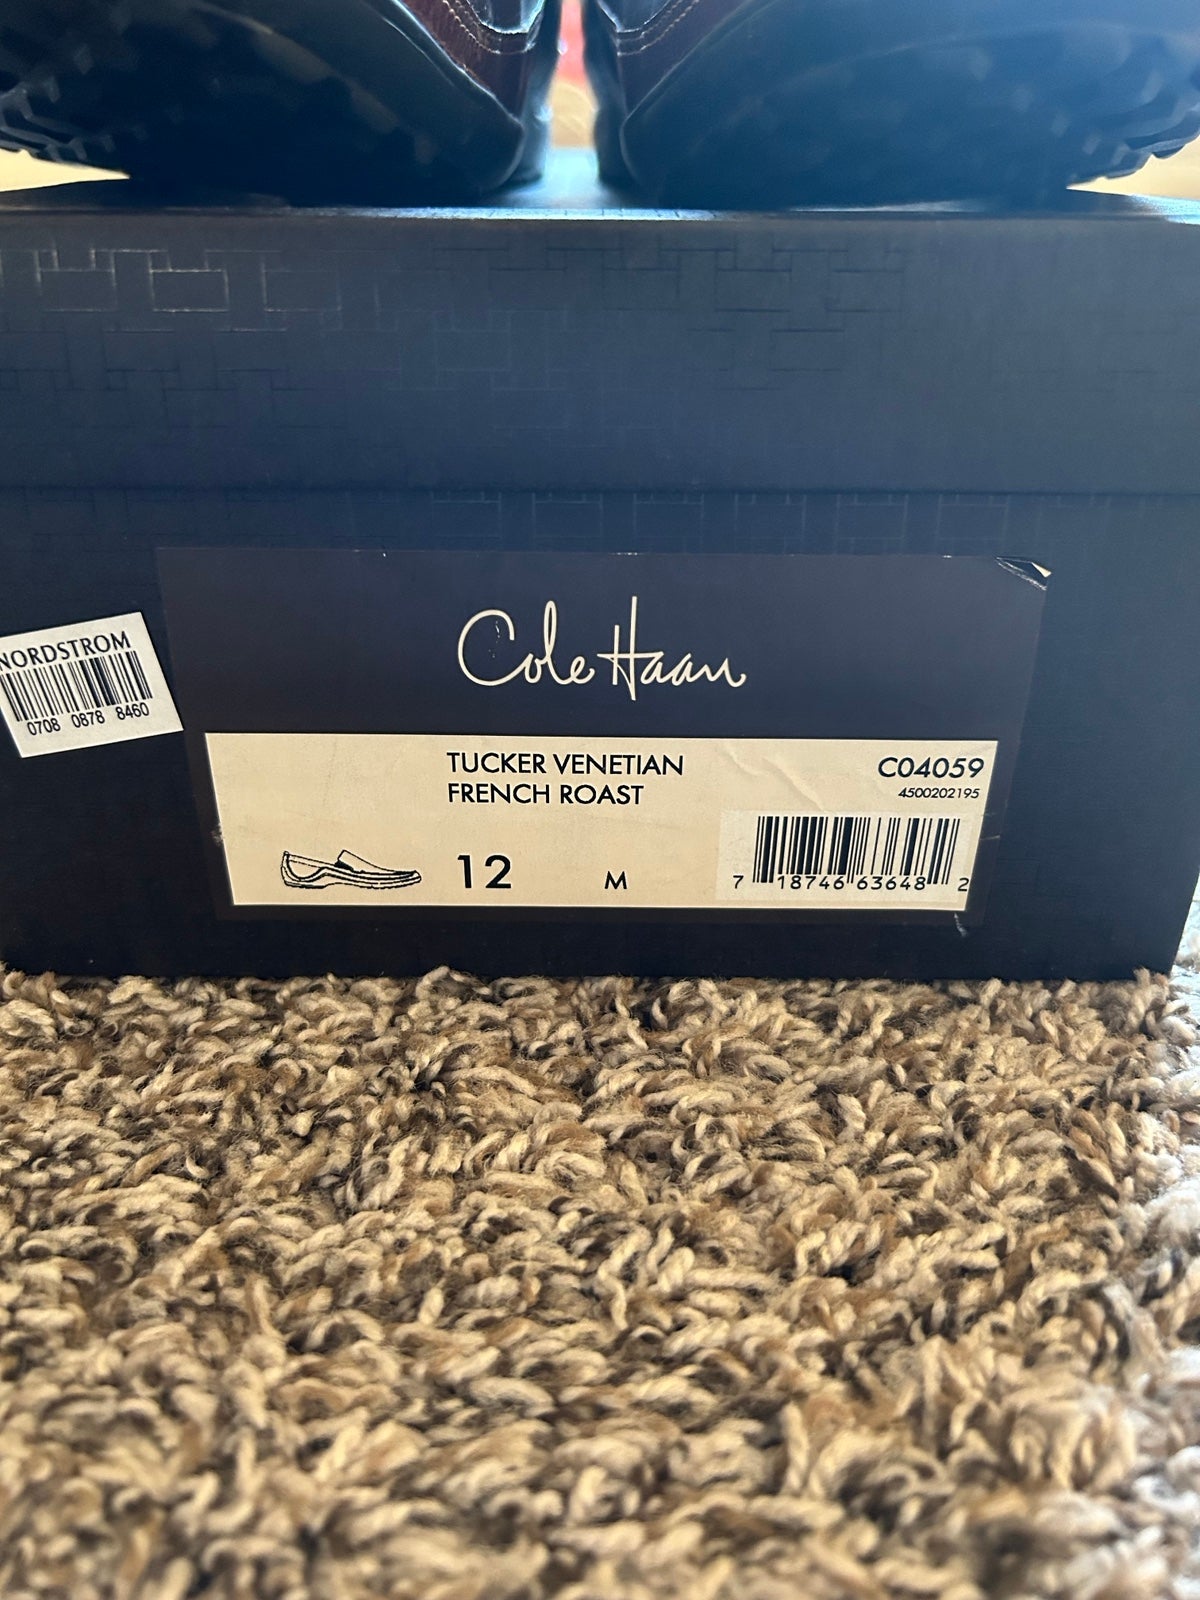 Cole Haan
NORDSTROM
0708 0878 8460
TUCKER VENETIAN
FRENCH ROAST
C04059
4500202195
12 M
7 18746 63648 2